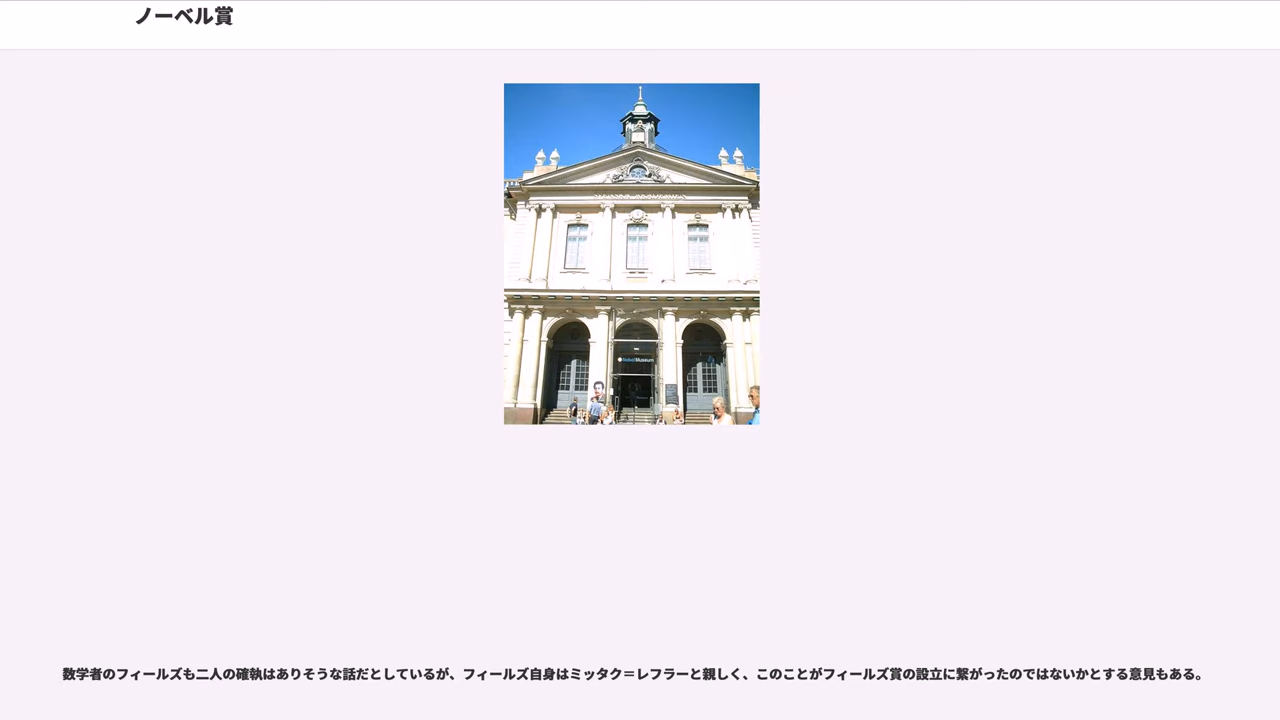 ノーベル賞
Nobel Museum
数学者のフィールズも二人の確執はありそうな話だとしているが、フィールズ自身はミッタク＝レフラーと親しく、このことがフィールズ賞の設立に繋がったのではないかとする意見もある。